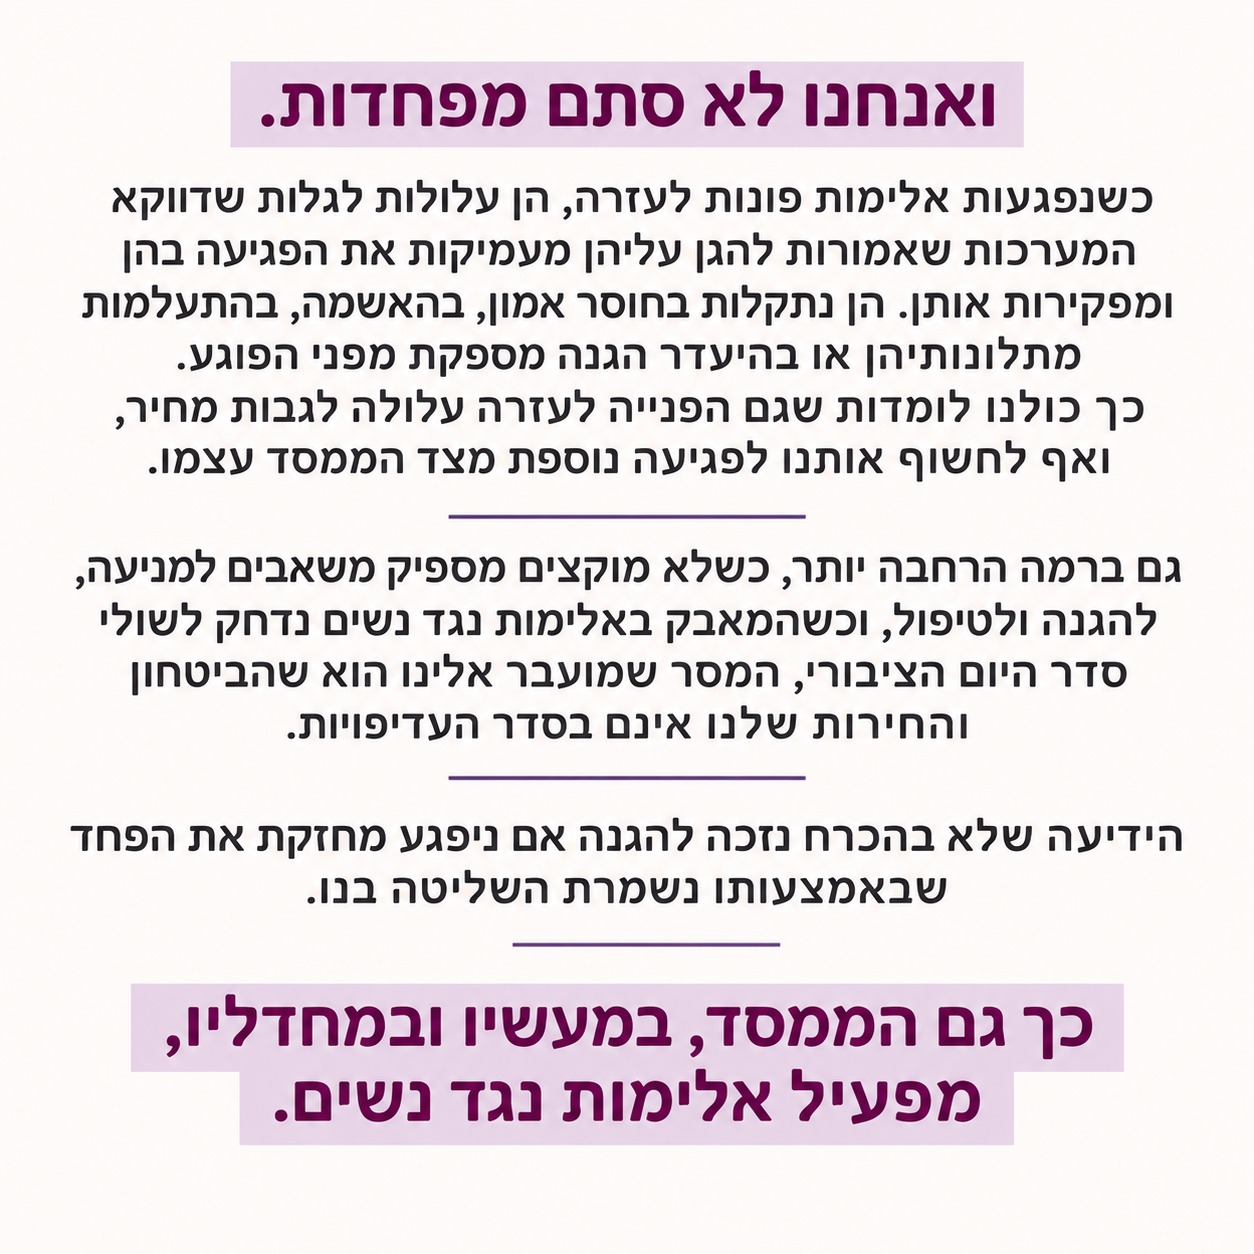 ואנחנו לא סתם מפחדות.
כשנפגעות אלימות פונות לעזרה, הן עלולות לגלות שדווקא
המערכות שאמורות להגן עליהן מעמיקות את הפגיעה בהן
ומפקירות אותן. הן נתקלות בחוסר אמון, בהאשמה, בהתעלמות
מתלונותיהן או בהיעדר הגנה מספקת מפני הפוגע.
כך כולנו לומדות שגם הפנייה לעזרה עלולה לגבות מחיר,
ואף לחשוף אותנו לפגיעה נוספת מצד הממסד עצמו.
גם ברמה הרחבה יותר, כשלא מוקצים מספיק משאבים למניעה,
להגנה ולטיפול, וכשהמאבק באלימות נגד נשים נדחק לשולי
סדר היום הציבורי, המסר שמועבר אלינו הוא שהביטחון
והחירות שלנו אינם בסדר העדיפויות.
הידיעה שלא בהכרח נזכה להגנה אם ניפגע מחזקת את הפחד
שבאמצעותו נשמרת השליטה בנו.
כך גם הממסד, במעשיו ובמחדליו,
מפעיל אלימות נגד נשים.